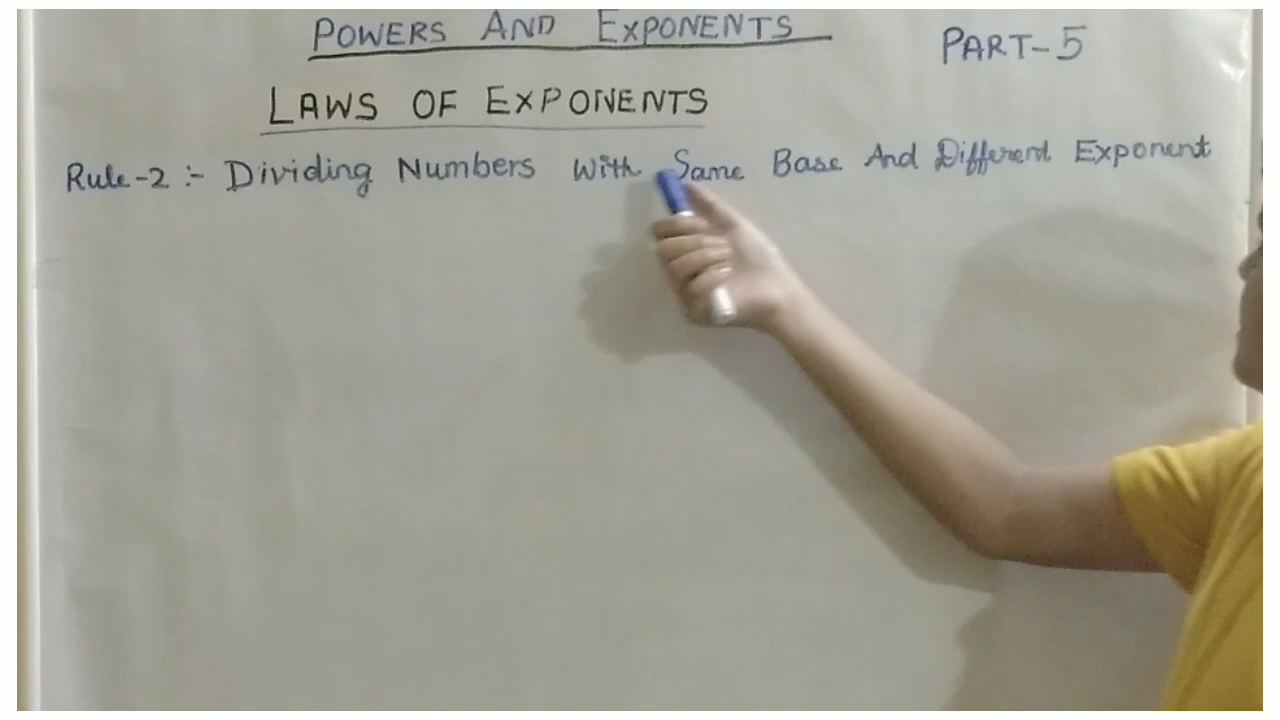 POWERS AND EXPONENTS
PART-5
LAWS OF EXPONENTS
Rule-2 :- Dividing Numbers With Same Base And Different Exponent